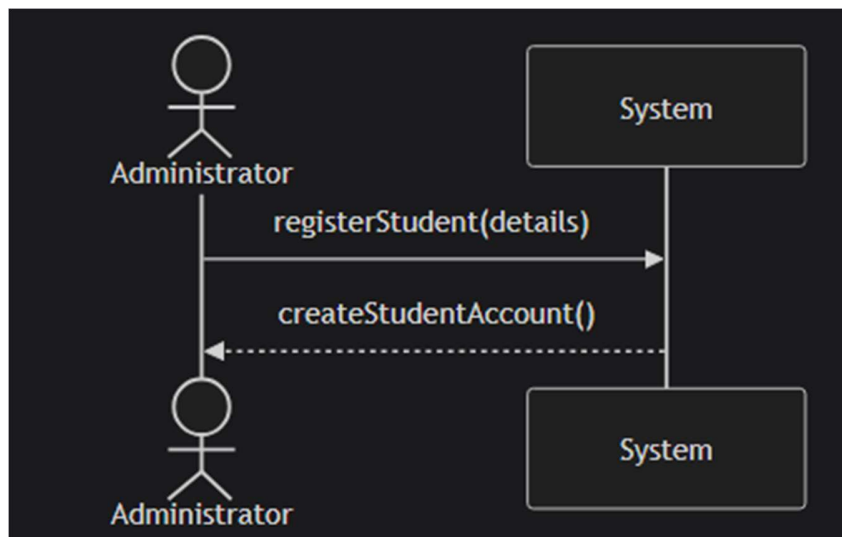 System
Administrator
registerStudent(details)
createStudentAccount()
System
Administrator